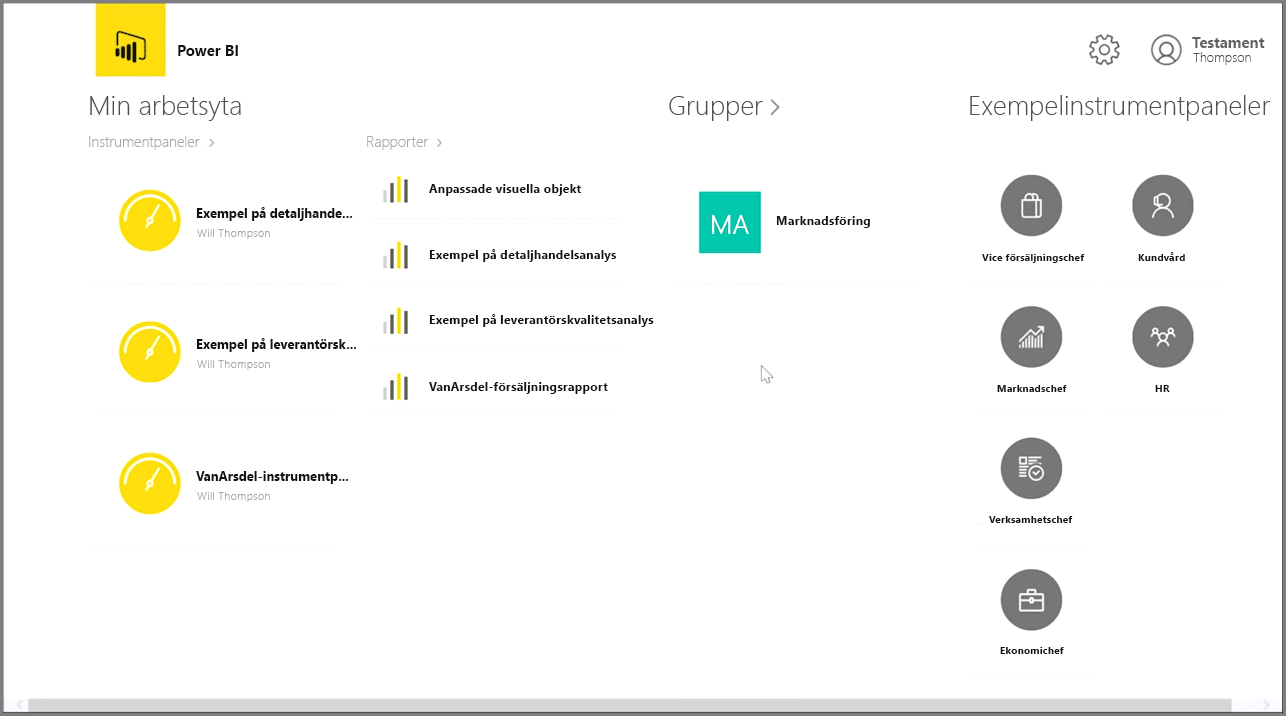 Power BI
Testament
Thompson
Min arbetsyta
Instrumentpaneler
Exempel på detaljhande...
Will Thompson
Exempel på leverantörsk...
Will Thompson
VanArsdel-instrumentp...
Will Thompson
Rapporter
Anpassade visuella objekt
Exempel på detaljhandelsanalys
Exempel på leverantörskvalitetsanalys
VanArsdel-försäljningsrapport
Grupper
MA
Marknadsföring
Exempelinstrumentpaneler
Vice försäljningschef
Kundvård
Marknadschef
HR
Verksamhetschef
Ekonomichef